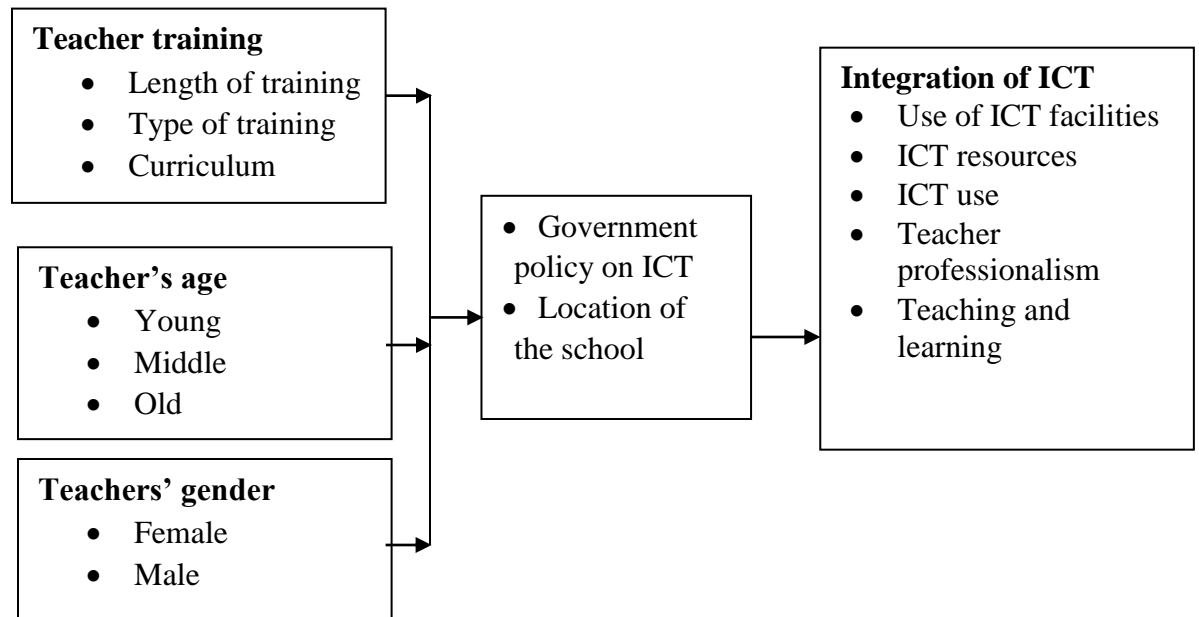 Teacher training
• Length of training
• Type of training
• Curriculum
Teacher’s age
• Young
• Middle
• Old
Teachers’ gender
• Female
• Male
• Government
policy on ICT
• Location of
the school
Integration of ICT
• Use of ICT facilities
• ICT resources
• ICT use
• Teacher
professionalism
• Teaching and
learning